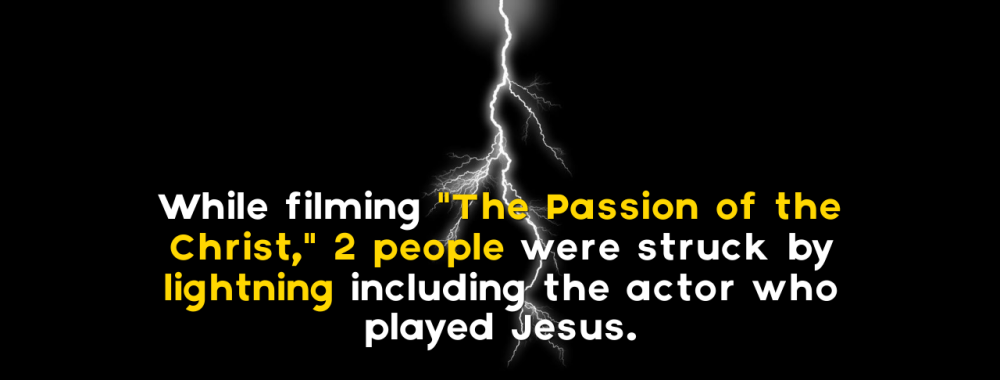 While filming "The Passion of the
Christ," 2 people were struck by
lightning including the actor who
played Jesus.